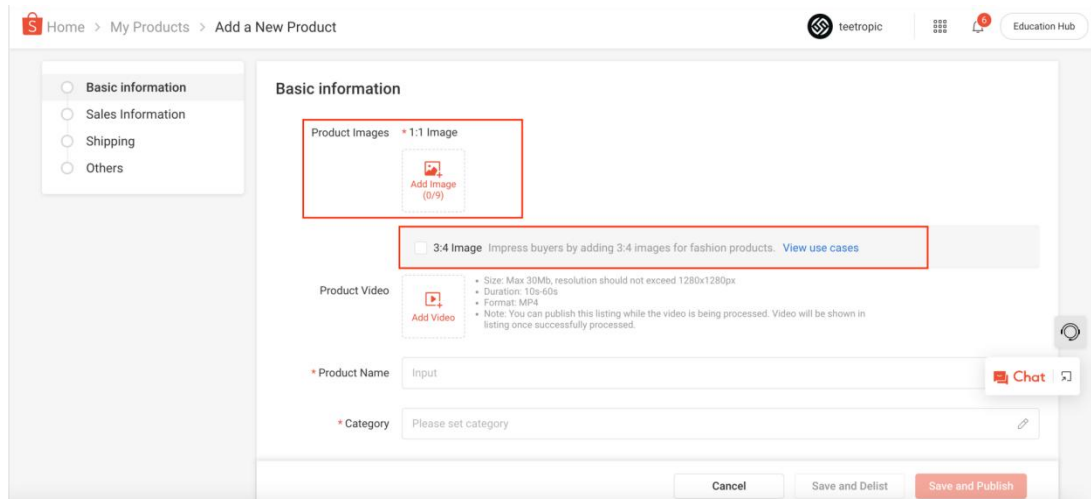 Home > My Products > Add a New Product
teetropic
6
Education Hub
Basic information
Sales Information
Shipping
Others
Basic information
Product Images * 1:1 Image
Add Image
(0/9)
3:4 Image Impress buyers by adding 3:4 images for fashion products. View use cases
Product Video
Add Video
• Size: Max 30Mb, resolution should not exceed 1280x1280px
• Duration: 10s-60s
• Format: MP4
• Note: You can publish this listing while the video is being processed. Video will be shown in
listing once successfully processed.
* Product Name Input
Chat
* Category Please set category
Cancel Save and Delist Save and Publish